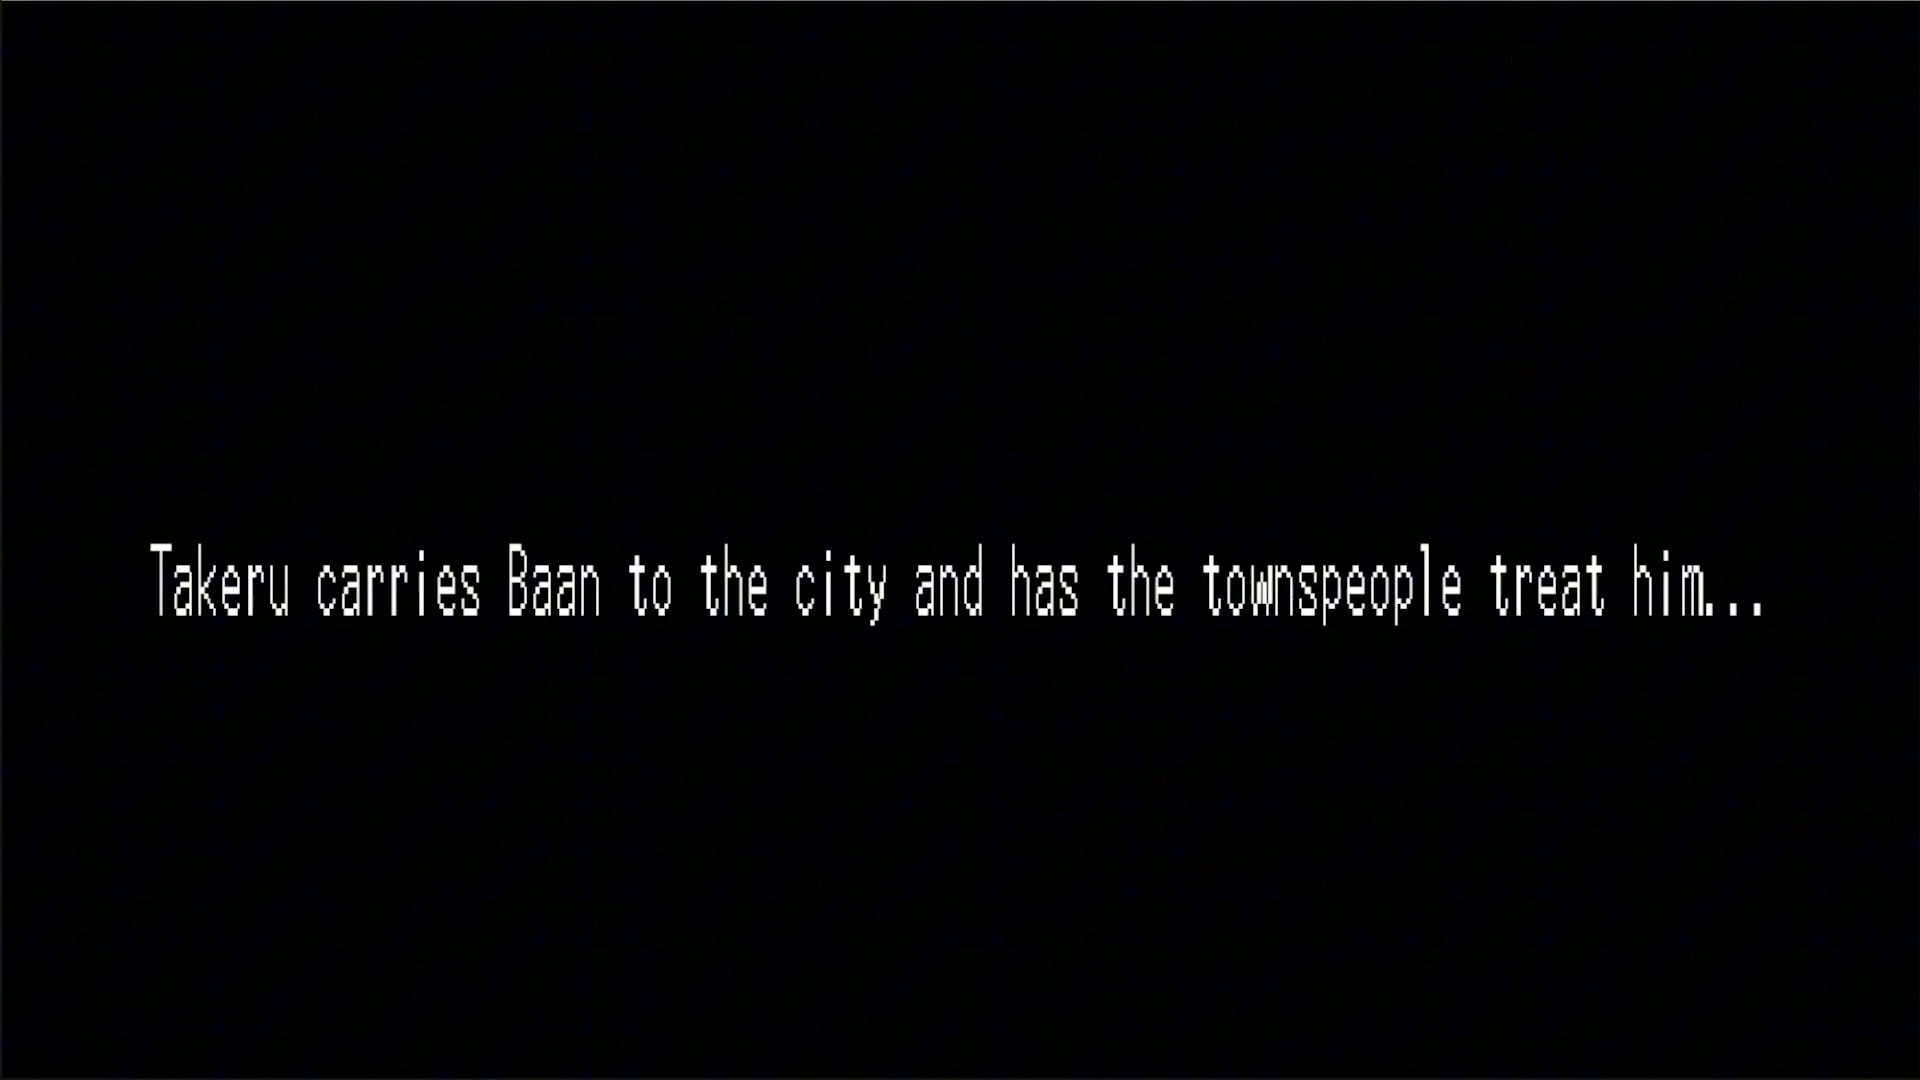 Takeru carries Baan to the city and has the townspeople treat him...